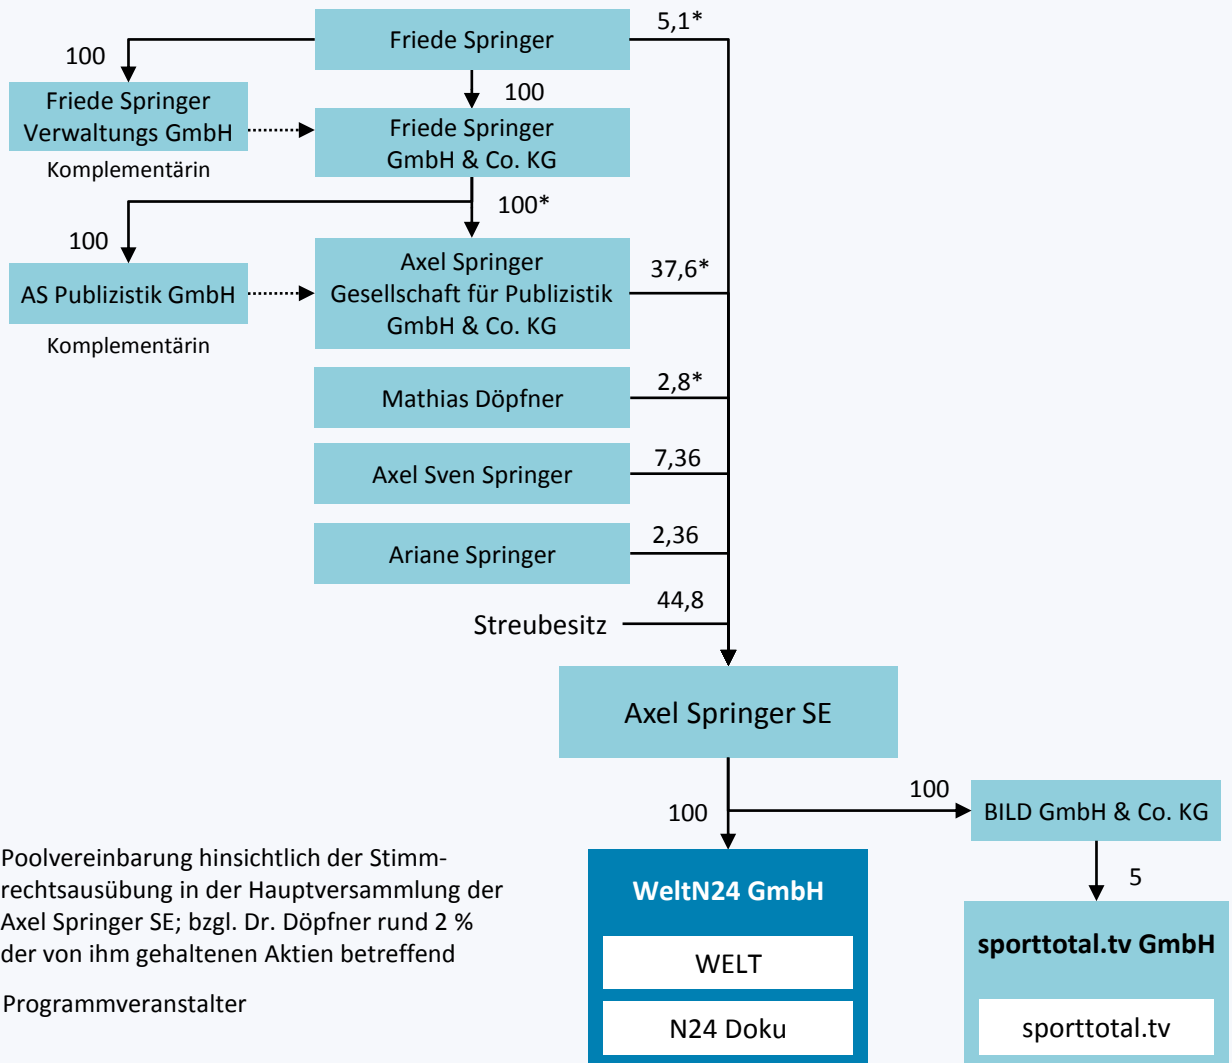 Friede Springer
5,1*
100
Friede Springer
Verwaltungs GmbH
Komplementärin
100
Friede Springer
GmbH & Co. KG
100*
100
AS Publizistik GmbH
Komplementärin
Axel Springer
Gesellschaft für Publizistik
GmbH & Co. KG
37,6*
Mathias Döpfner
2,8*
Axel Sven Springer
7,36
Ariane Springer
2,36
Streubesitz
44,8
Axel Springer SE
100
100
BILD GmbH & Co. KG
5
WeltN24 GmbH
WELT
N24 Doku
sporttotal.tv GmbH
sporttotal.tv
Poolvereinbarung hinsichtlich der Stimm-
rechtsausübung in der Hauptversammlung der
Axel Springer SE; bzgl. Dr. Döpfner rund 2 %
der von ihm gehaltenen Aktien betreffend
Programmveranstalter